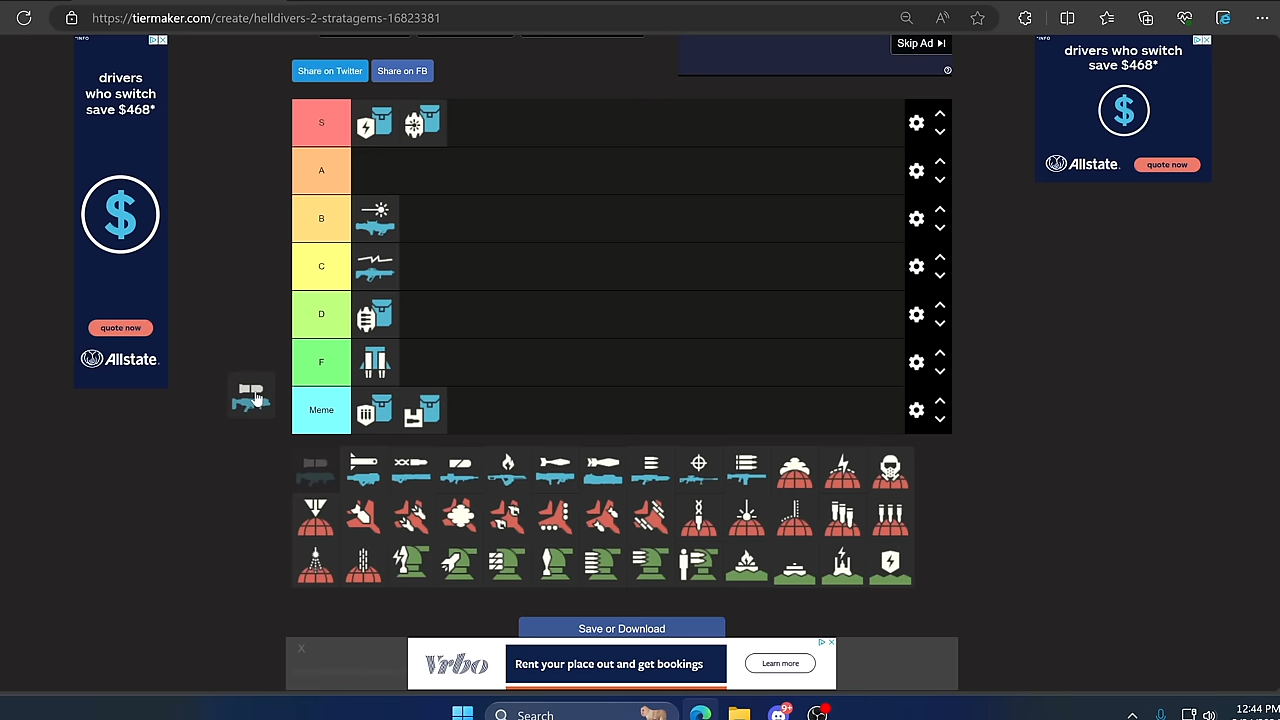 https://tiermaker.com/create/helldivers-2-stratagems-16823381
drivers
who switch
save $468*
$
quote now
Allstate.
Share on Twitter
Share on FB
Skip Ad
drivers who switch
save $468*
$
Allstate.
quote now
S
A
B
C
D
F
Meme
Save or Download
X
Vrbo
Rent your place out and get bookings
Learn more
Search
9+
12:44 PM